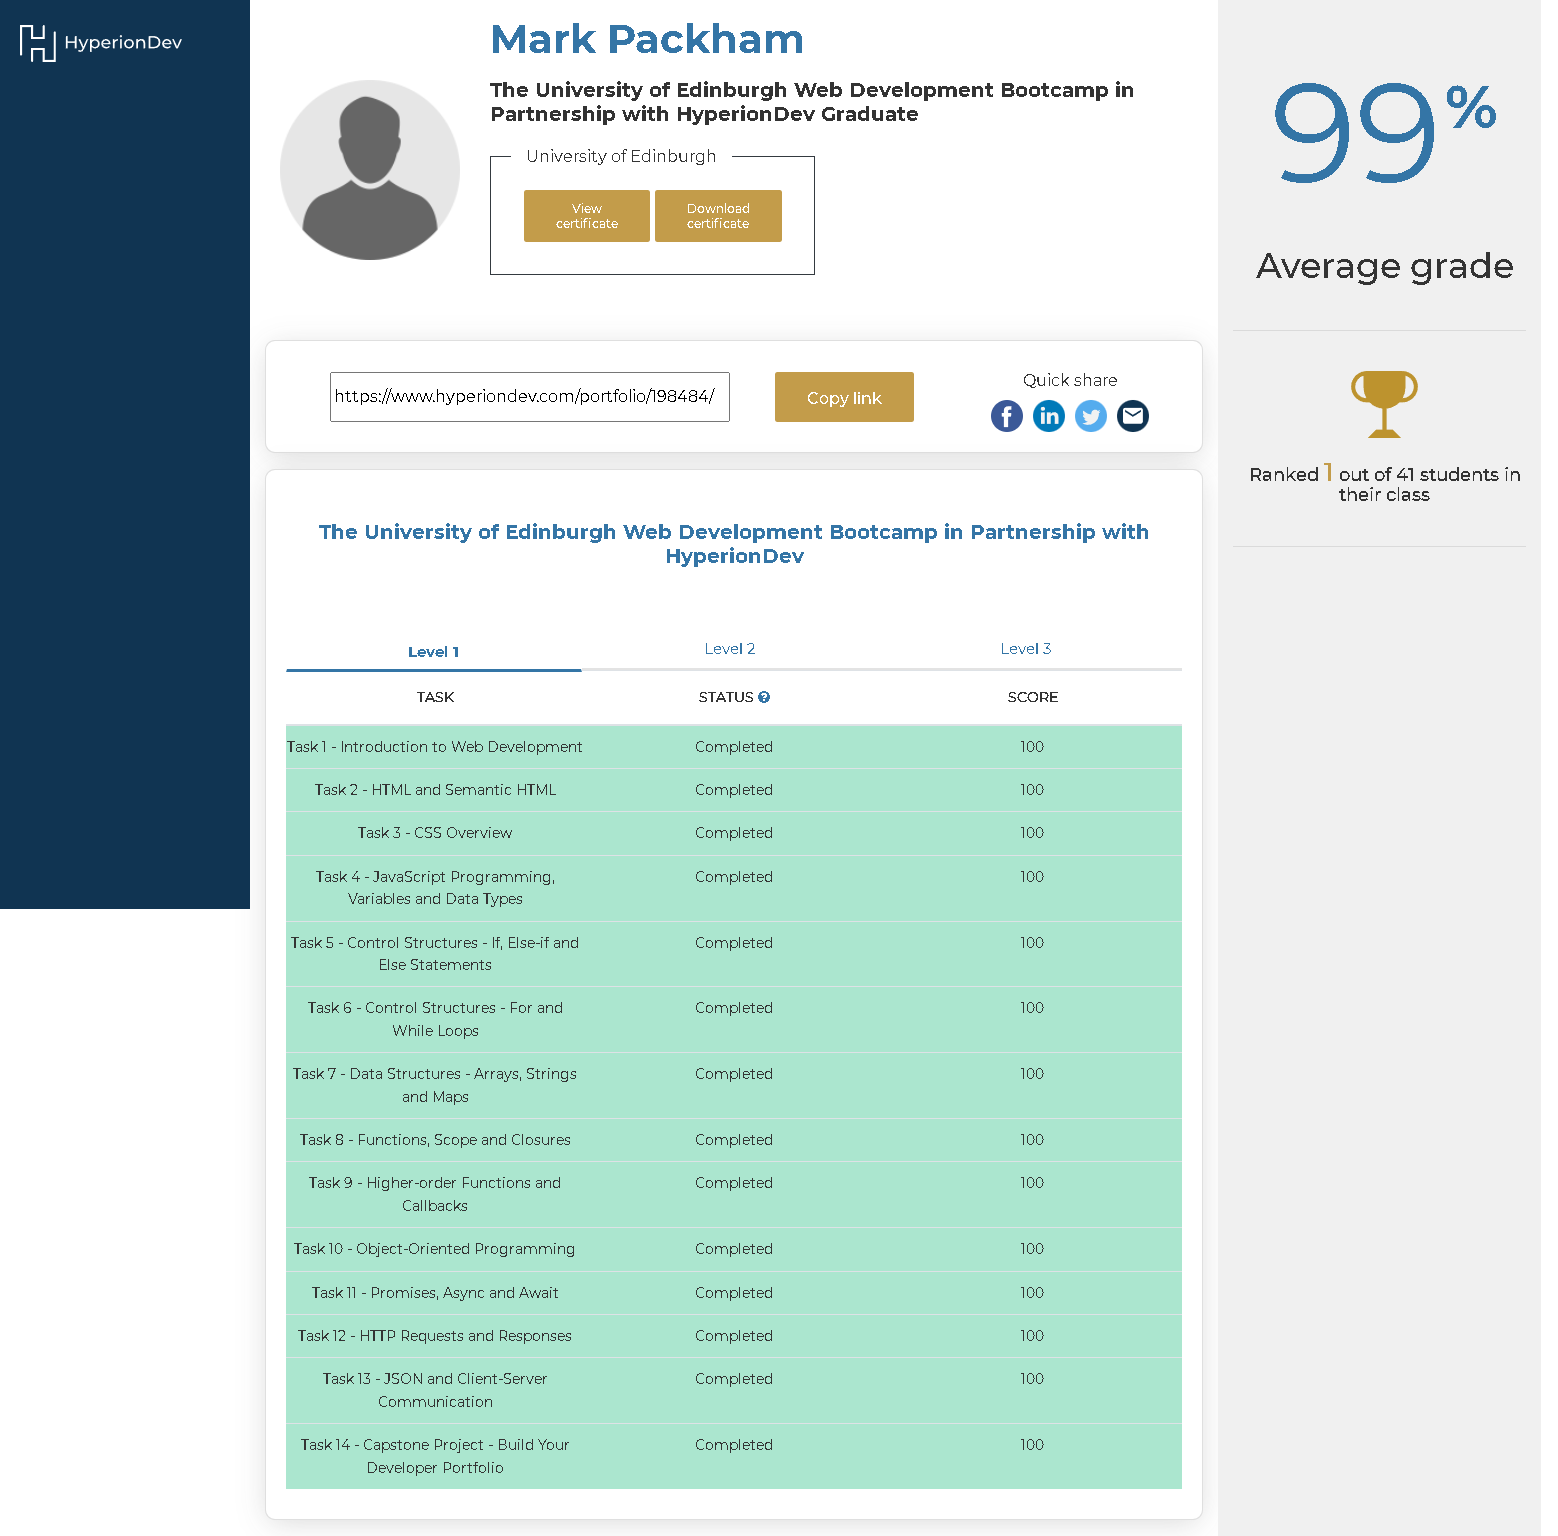 HyperionDev
Mark Packham
The University of Edinburgh Web Development Bootcamp in
Partnership with HyperionDev Graduate
University of Edinburgh
View
certificate
Download
certificate
https://www.hyperiondev.com/portfolio/198484/
Copy link
Quick share
The University of Edinburgh Web Development Bootcamp in Partnership with
HyperionDev
Level 1 Level 2 Level 3
TASK STATUS SCORE
Task 1 - Introduction to Web Development Completed 100
Task 2 - HTML and Semantic HTML Completed 100
Task 3 - CSS Overview Completed 100
Task 4 - JavaScript Programming, Completed 100
Variables and Data Types
Task 5 - Control Structures - If, Else-if and Completed 100
Else Statements
Task 6 - Control Structures - For and Completed 100
While Loops
Task 7 - Data Structures - Arrays, Strings Completed 100
and Maps
Task 8 - Functions, Scope and Closures Completed 100
Task 9 - Higher-order Functions and Completed 100
Callbacks
Task 10 - Object-Oriented Programming Completed 100
Task 11 - Promises, Async and Await Completed 100
Task 12 - HTTP Requests and Responses Completed 100
Task 13 - JSON and Client-Server Completed 100
Communication
Task 14 - Capstone Project - Build Your Completed 100
Developer Portfolio
99%
Average grade
Ranked 1 out of 41 students in
their class